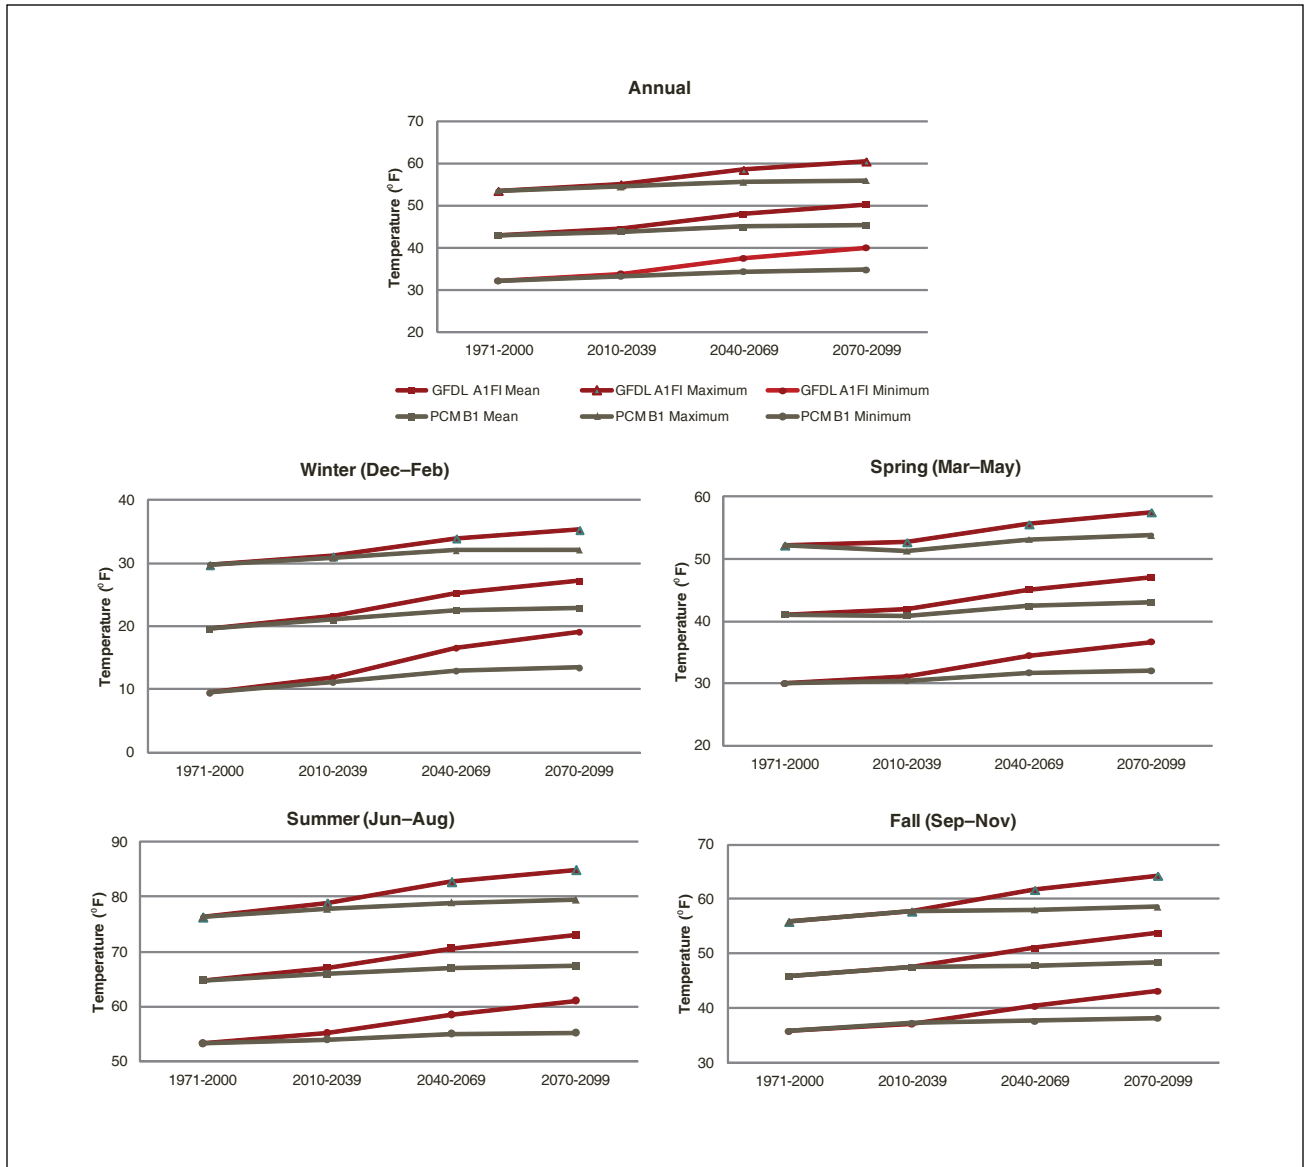 Annual
Temperature (°F)
70
60
50
40
30
20
1971-2000 2010-2039 2040-2069 2070-2099
GFDL A1FI Mean GFDL A1FI Maximum GFDL A1FI Minimum
PCM B1 Mean PCM B1 Maximum PCM B1 Minimum
Winter (Dec–Feb)
Temperature (°F)
40
30
20
10
0
1971-2000 2010-2039 2040-2069 2070-2099
Spring (Mar–May)
Temperature (°F)
60
50
40
30
20
1971-2000 2010-2039 2040-2069 2070-2099
Summer (Jun–Aug)
Temperature (°F)
90
80
70
60
50
1971-2000 2010-2039 2040-2069 2070-2099
Fall (Sep–Nov)
Temperature (°F)
70
60
50
40
30
1971-2000 2010-2039 2040-2069 2070-2099